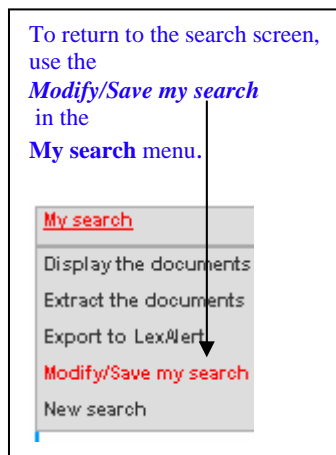 To return to the search screen,
use the
Modify/Save my search
in the
My search menu.
My search
Display the documents
Extract the documents
Export to LexAlert
Modify/Save my search
New search